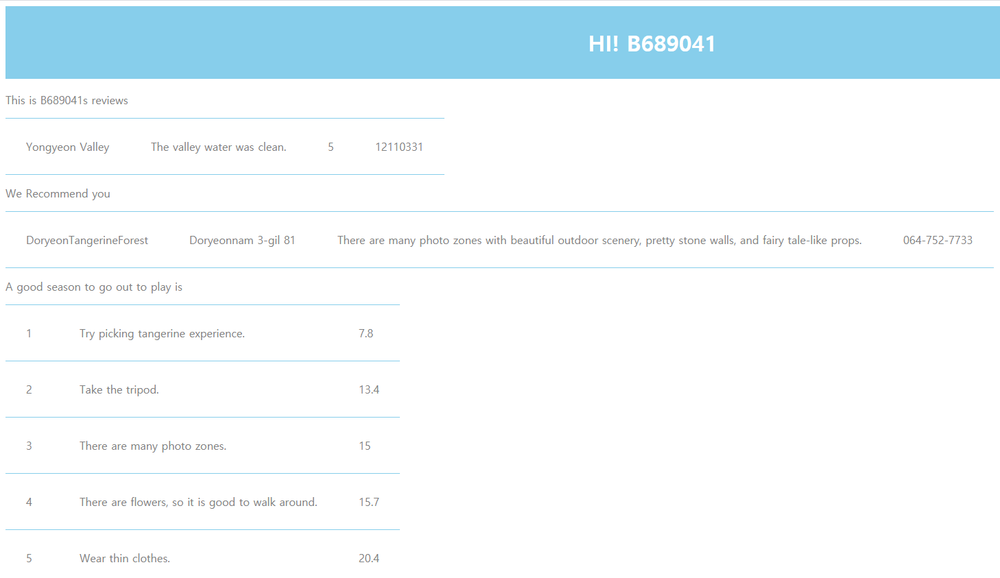 HI! B689041
This is B689041s reviews
Yongyeon Valley The valley water was clean. 5 12110331
We Recommend you
DoryeonTangerineForest Doryeonnam 3-gil 81 There are many photo zones with beautiful outdoor scenery, pretty stone walls, and fairy tale-like props. 064-752-7733
A good season to go out to play is
1 Try picking tangerine experience. 7.8
2 Take the tripod. 13.4
3 There are many photo zones. 15
4 There are flowers, so it is good to walk around. 15.7
5 Wear thin clothes. 20.4